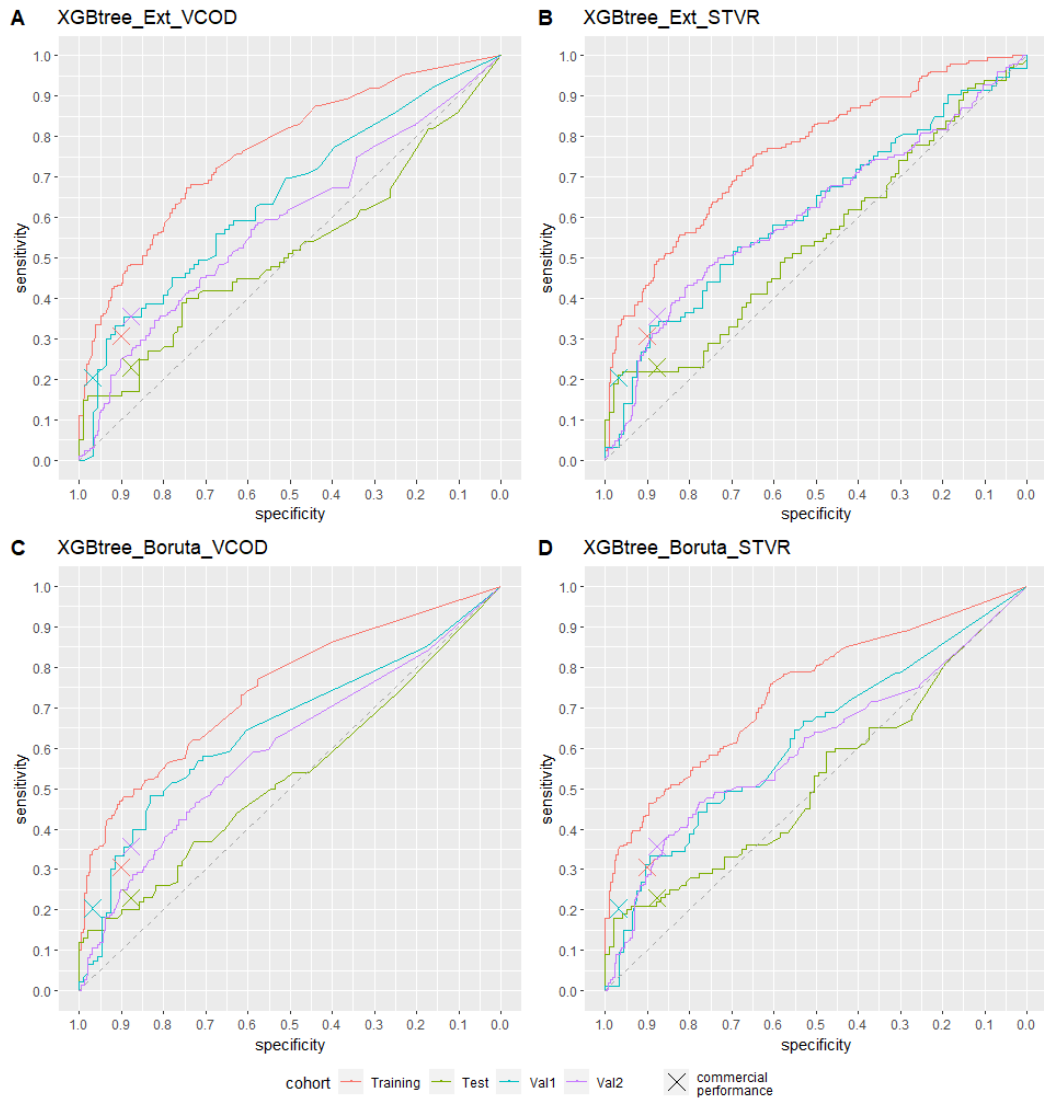 A XGBtree_Ext_VCOD
1.0
0.9
0.8
0.7
0.6
0.5
0.4
0.3
0.2
0.1
0.0
sensitivity
1.0 0.9 0.8 0.7 0.6 0.5 0.4 0.3 0.2 0.1 0.0
specificity
B XGBtree_Ext_STVR
1.0
0.9
0.8
0.7
0.6
0.5
0.4
0.3
0.2
0.1
0.0
sensitivity
1.0 0.9 0.8 0.7 0.6 0.5 0.4 0.3 0.2 0.1 0.0
specificity
C XGBtree_Boruta_VCOD
1.0
0.9
0.8
0.7
0.6
0.5
0.4
0.3
0.2
0.1
0.0
sensitivity
1.0 0.9 0.8 0.7 0.6 0.5 0.4 0.3 0.2 0.1 0.0
specificity
D XGBtree_Boruta_STVR
1.0
0.9
0.8
0.7
0.6
0.5
0.4
0.3
0.2
0.1
0.0
sensitivity
1.0 0.9 0.8 0.7 0.6 0.5 0.4 0.3 0.2 0.1 0.0
specificity
cohort Training Test Val1 Val2 commercial
performance